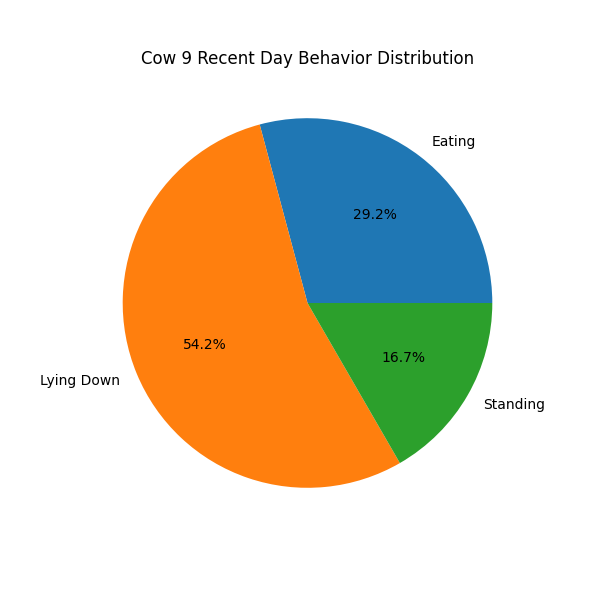 Cow 9 Recent Day Behavior Distribution
Eating
29.2%
54.2%
16.7%
Lying Down
Standing